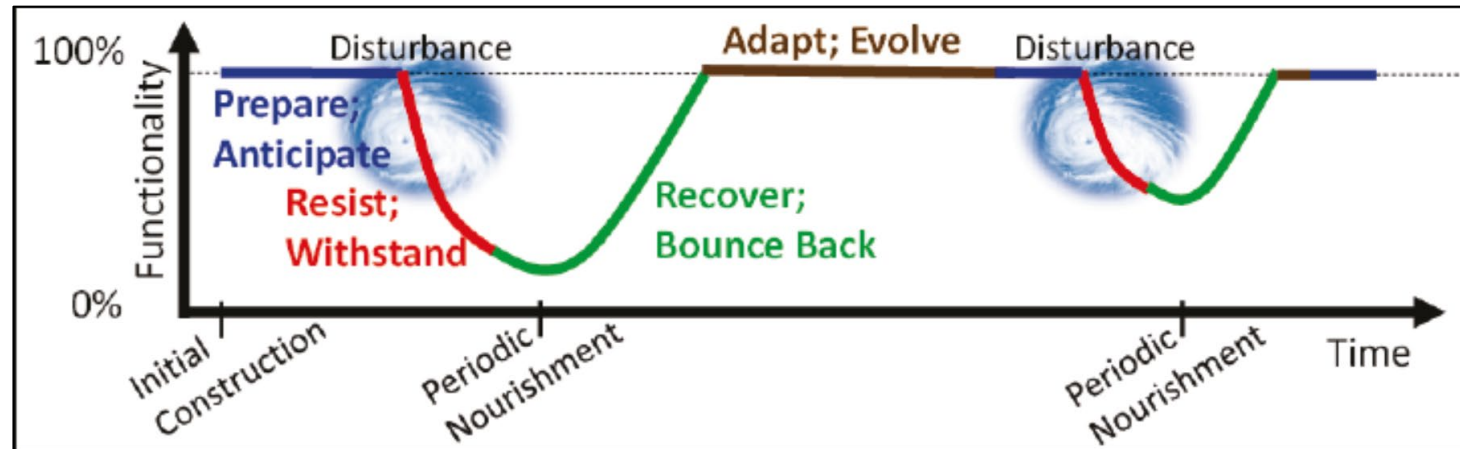 100%
Functionality
0%
Disturbance
Prepare;
Anticipate
Resist;
Withstand
Recover;
Bounce Back
Adapt; Evolve
Disturbance
Initial
Construction
Periodic
Nourishment
Periodic
Nourishment
Time